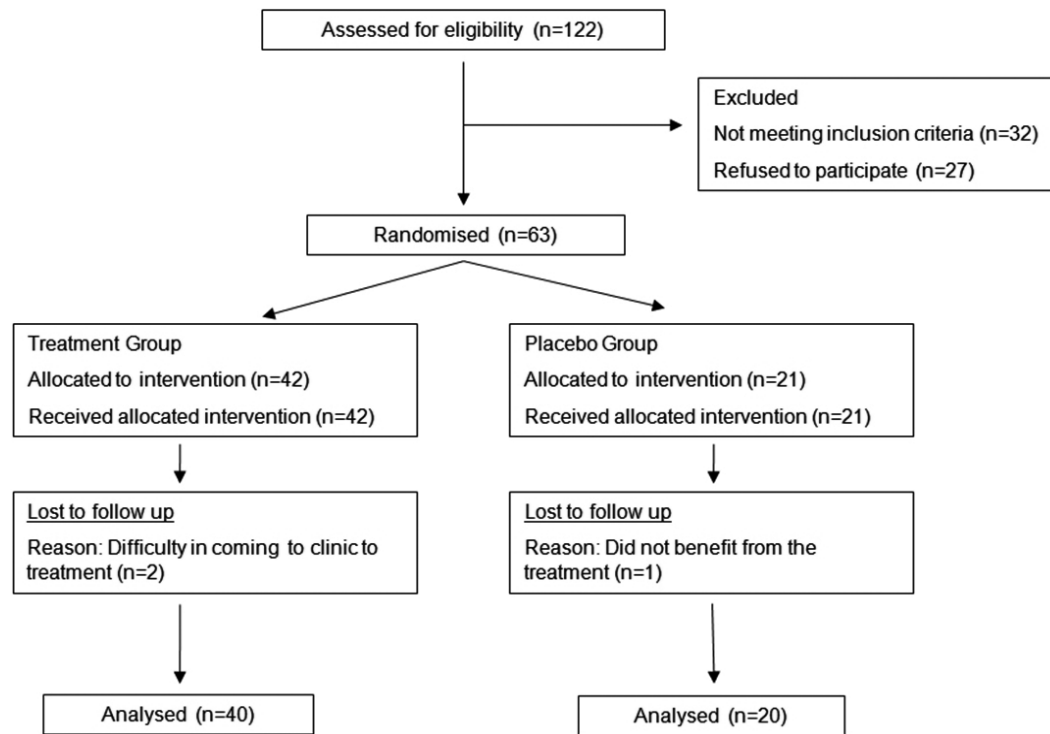 Assessed for eligibility (n=122)
Excluded
Not meeting inclusion criteria (n=32)
Refused to participate (n=27)
Randomised (n=63)
Treatment Group
Allocated to intervention (n=42)
Received allocated intervention (n=42)
Placebo Group
Allocated to intervention (n=21)
Received allocated intervention (n=21)
Lost to follow up
Reason: Difficulty in coming to clinic to
treatment (n=2)
Lost to follow up
Reason: Did not benefit from the
treatment (n=1)
Analysed (n=40)
Analysed (n=20)